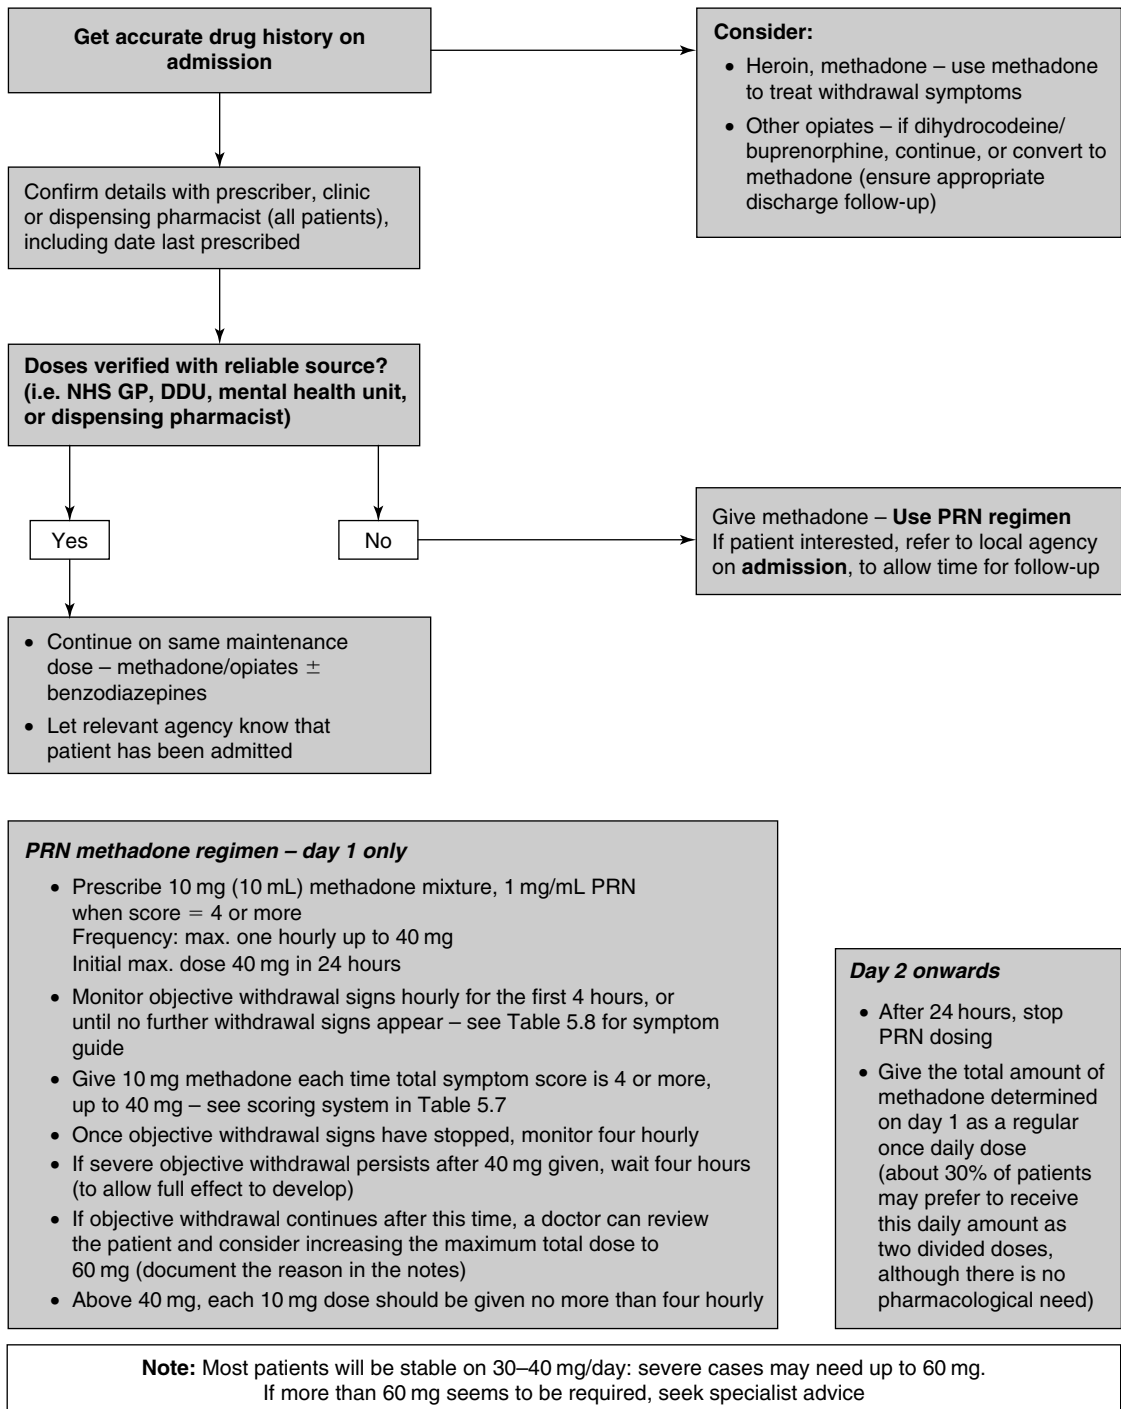 Get accurate drug history on
admission
Consider:
• Heroin, methadone – use methadone
to treat withdrawal symptoms
• Other opiates – if dihydrocodeine/
buprenorphine, continue, or convert to
methadone (ensure appropriate
discharge follow-up)
Confirm details with prescriber, clinic
or dispensing pharmacist (all patients),
including date last prescribed
Doses verified with reliable source?
(i.e. NHS GP, DDU, mental health unit,
or dispensing pharmacist)
Yes
No
Give methadone – Use PRN regimen
If patient interested, refer to local agency
on admission, to allow time for follow-up
• Continue on same maintenance
dose – methadone/opiates ±
benzodiazepines
• Let relevant agency know that
patient has been admitted
PRN methadone regimen – day 1 only
• Prescribe 10 mg (10 mL) methadone mixture, 1 mg/mL PRN
when score = 4 or more
Frequency: max. one hourly up to 40 mg
Initial max. dose 40 mg in 24 hours
• Monitor objective withdrawal signs hourly for the first 4 hours, or
until no further withdrawal signs appear – see Table 5.8 for symptom
guide
• Give 10 mg methadone each time total symptom score is 4 or more,
up to 40 mg – see scoring system in Table 5.7
• Once objective withdrawal signs have stopped, monitor four hourly
• If severe objective withdrawal persists after 40 mg given, wait four hours
(to allow full effect to develop)
• If objective withdrawal continues after this time, a doctor can review
the patient and consider increasing the maximum total dose to
60 mg (document the reason in the notes)
• Above 40 mg, each 10 mg dose should be given no more than four hourly
Day 2 onwards
• After 24 hours, stop
PRN dosing
• Give the total amount of
methadone determined
on day 1 as a regular
once daily dose
(about 30% of patients
may prefer to receive
this daily amount as
two divided doses,
although there is no
pharmacological need)
Note: Most patients will be stable on 30–40 mg/day: severe cases may need up to 60 mg.
If more than 60 mg seems to be required, seek specialist advice